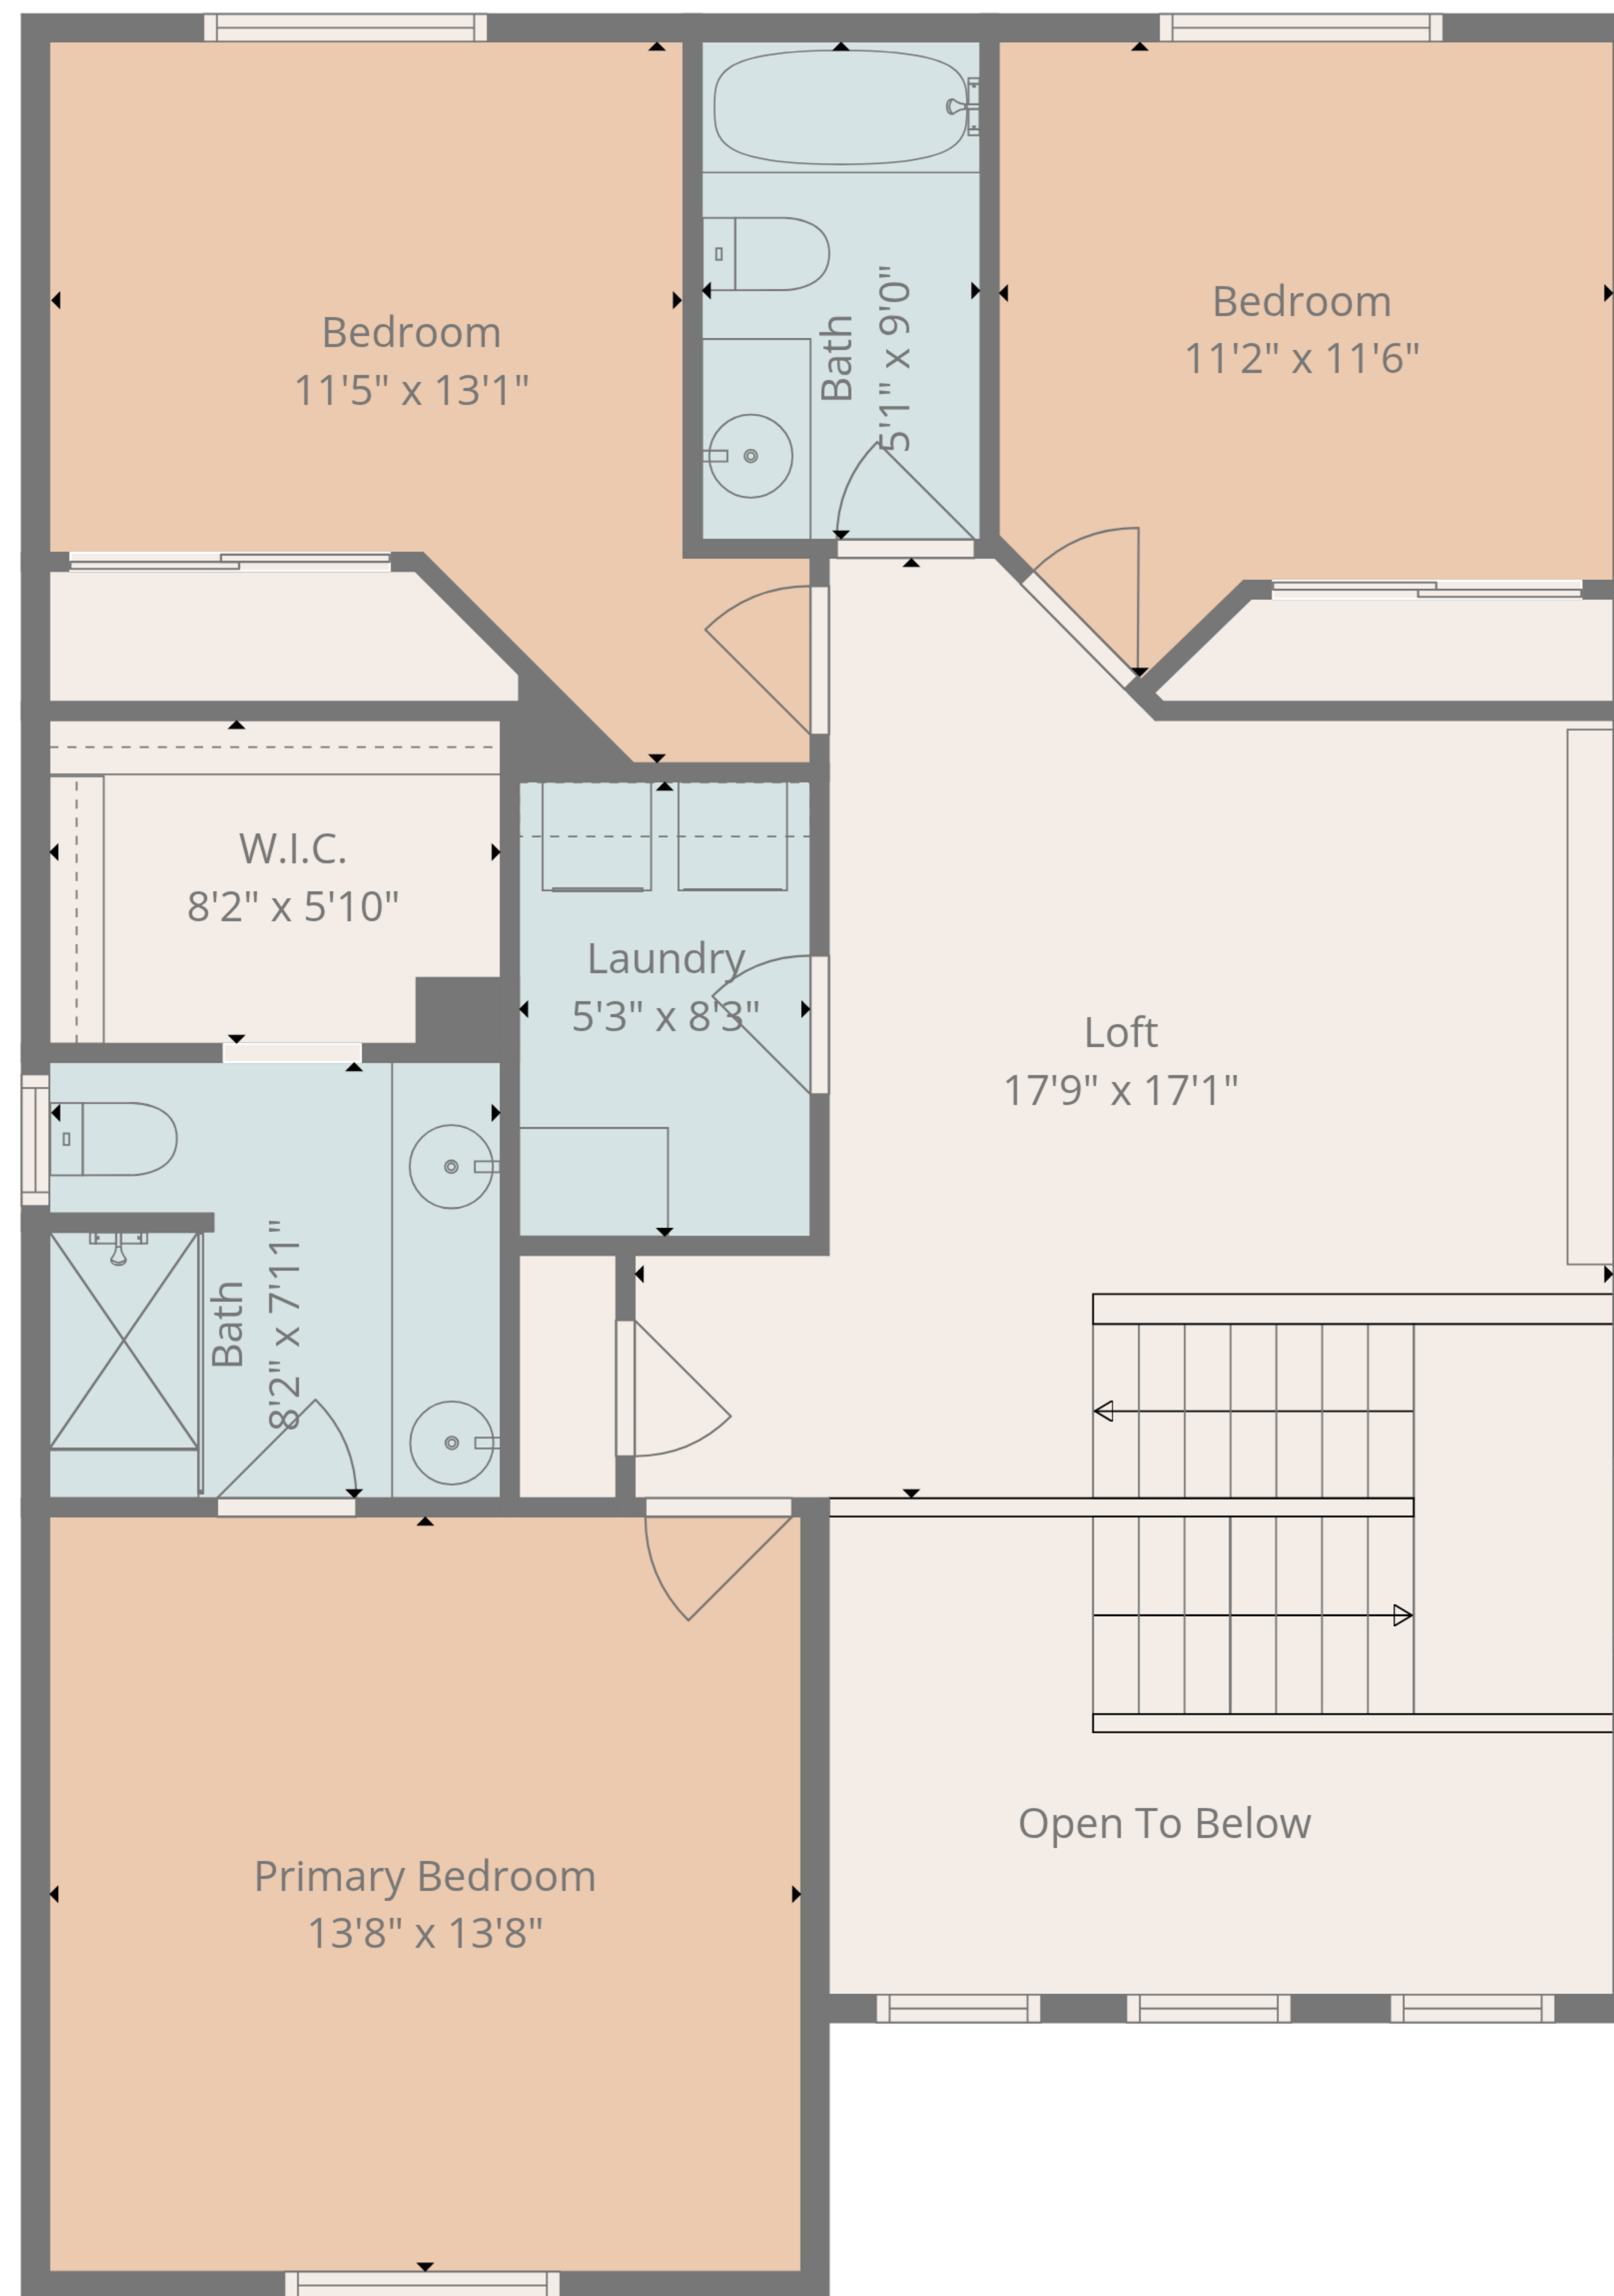 Bedroom
11'5" x 13'1"
Bath
5'1" x 9'0"
Bedroom
11'2" x 11'6"
W.I.C.
8'2" x 5'10"
Laundry
5'3" x 8'3"
Loft
17'9" x 17'1"
Bath
8'2" x 7'11"
Open To Below
Primary Bedroom
13'8" x 13'8"